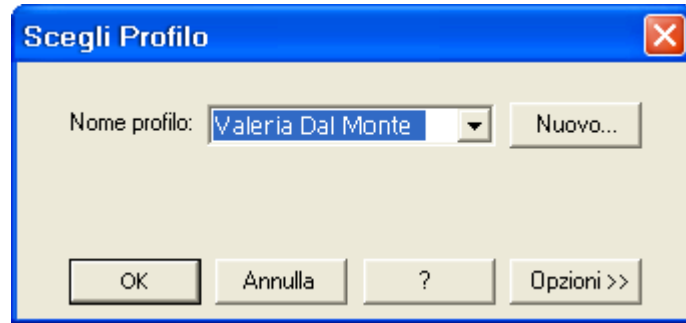 Scegli Profilo
Nome profilo: Valeria Dal Monte Nuovo...
OK Annulla ? Opzioni >>